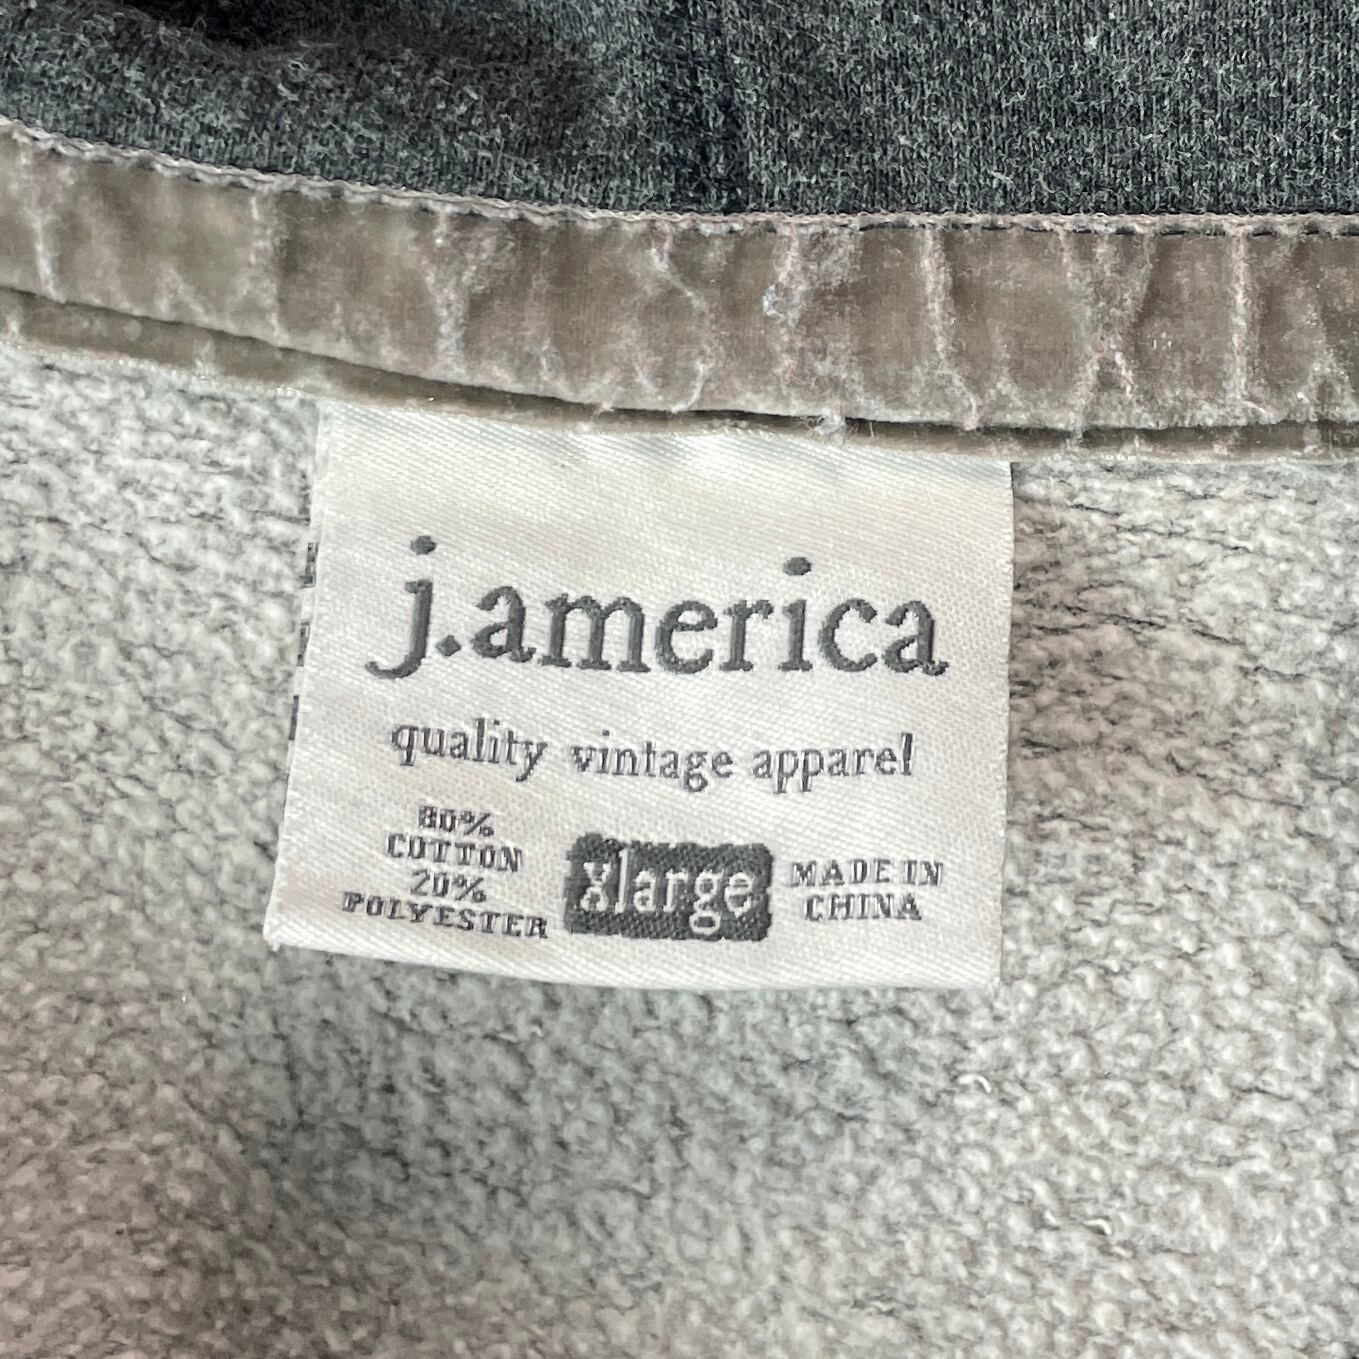 j.america
quality vintage apparel
80%
COTTON
20%
POLYESTER
xlarge
MADE IN
CHINA